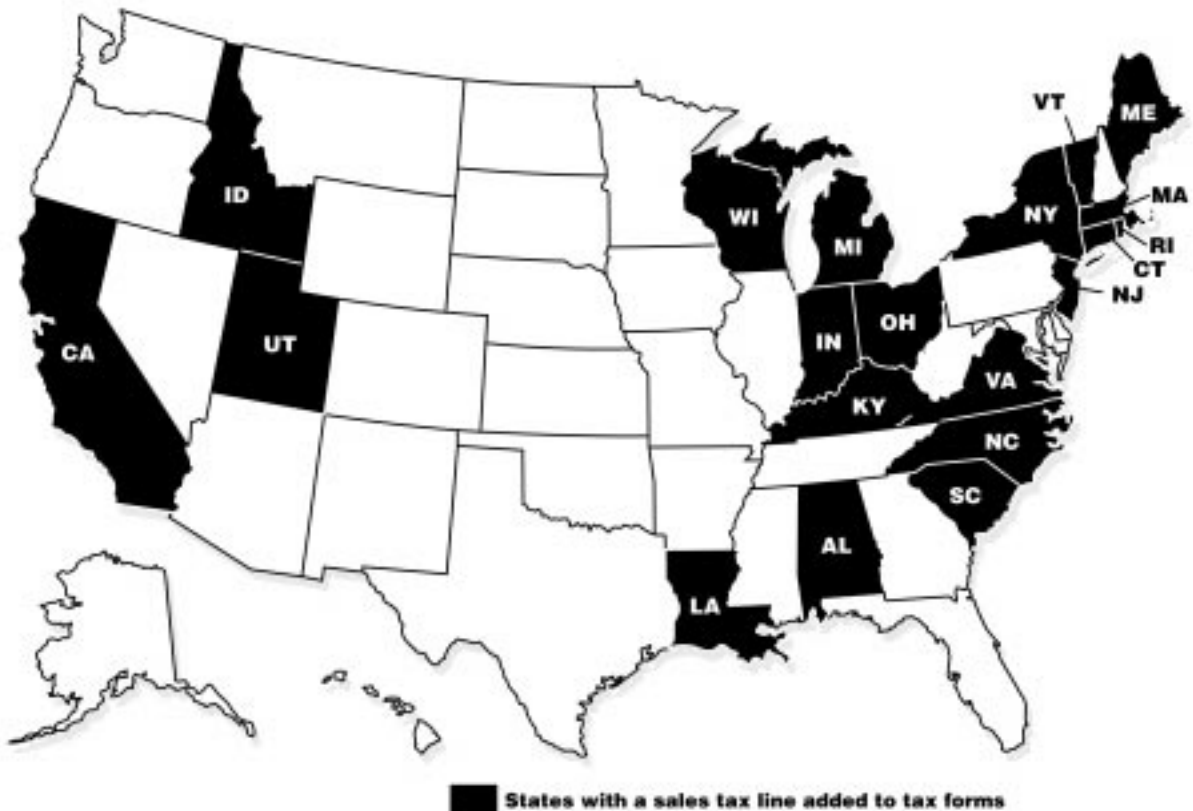 VT
ME
ID
WI
NY
MA
MI
RI
CT
NJ
OH
IN
UT
CA
VA
KY
NC
SC
AL
LA
States with a sales tax line added to tax forms